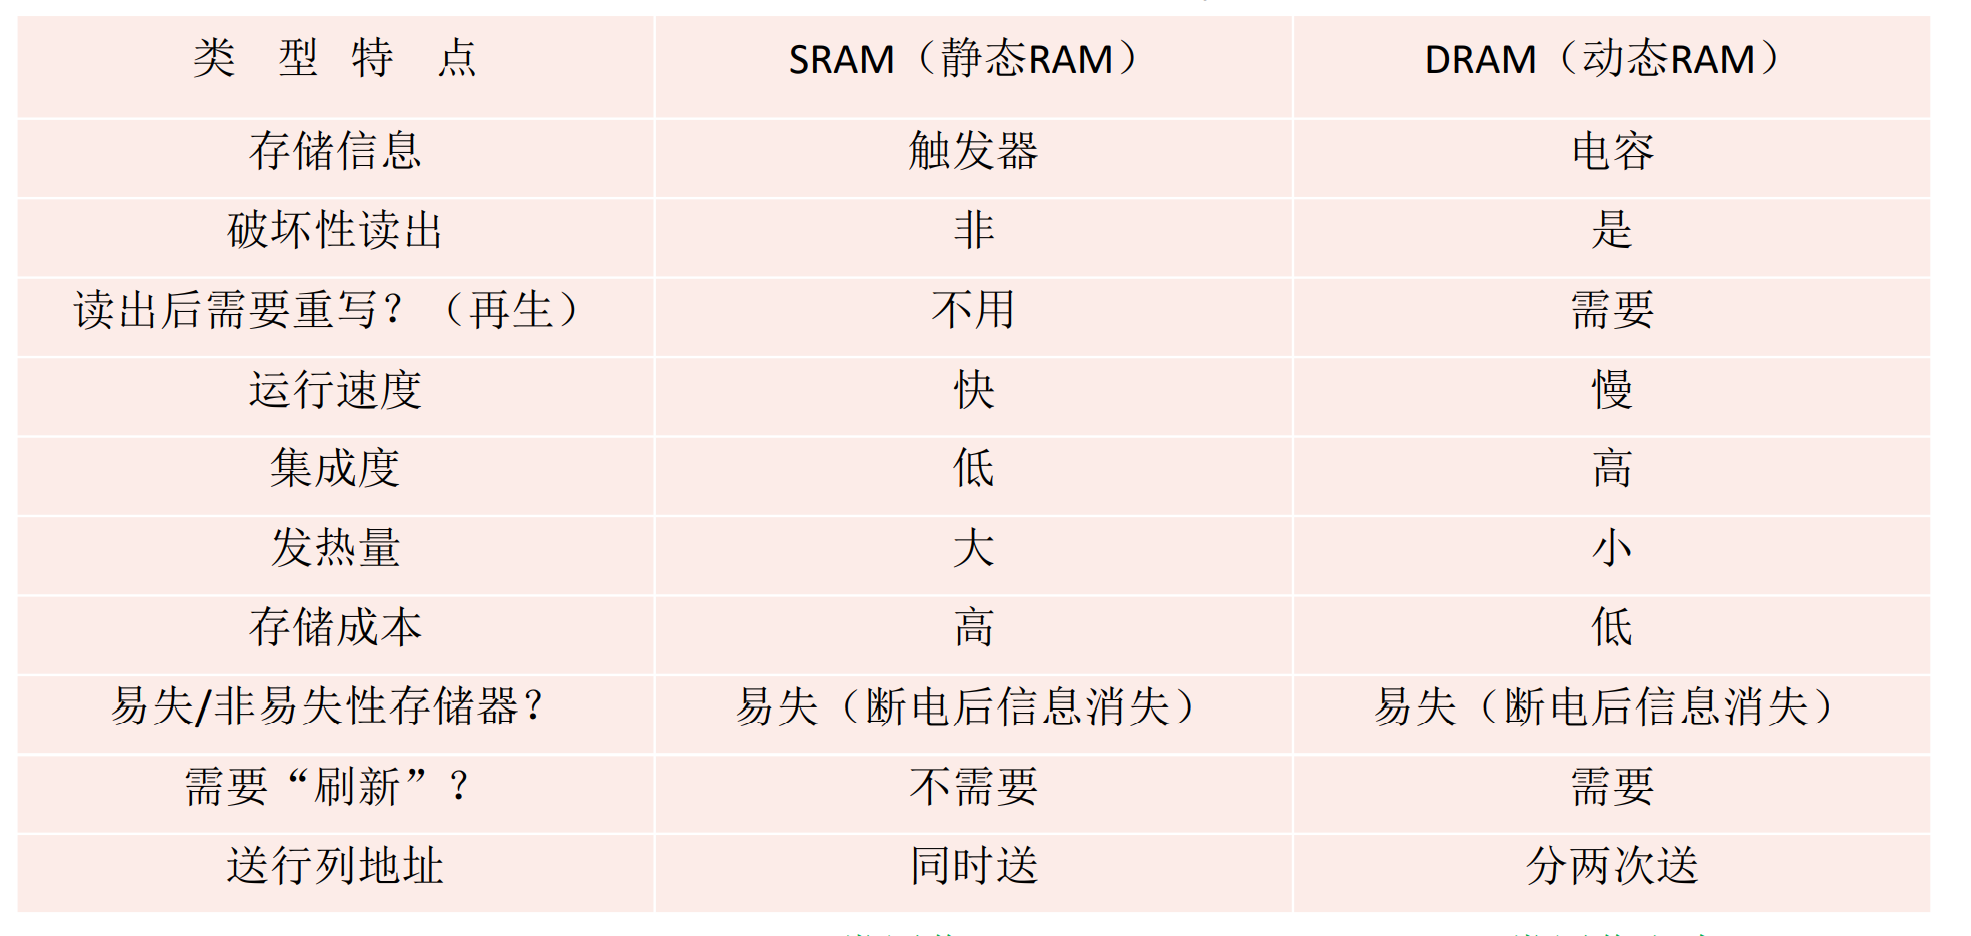 类 型 特 点 SRAM（静态RAM） DRAM（动态RAM）
存储信息 触发器 电容
破坏性读出 非 是
读出后需要重写？（再生） 不用 需要
运行速度 快 慢
集成度 低 高
发热量 大 小
存储成本 高 低
易失/非易失性存储器？ 易失（断电后信息消失） 易失（断电后信息消失）
需要“刷新”？ 不需要 需要
送行列地址 同时送 分两次送